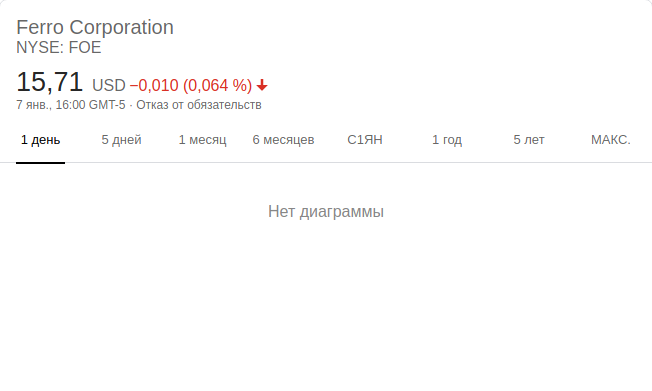 Ferro Corporation
NYSE: FOE
15,71 USD −0,010 (0,064 %)
7 янв., 16:00 GMT-5 · Отказ от обязательств
1 день 5 дней 1 месяц 6 месяцев С1ЯН 1 год 5 лет МАКС.
Нет диаграммы